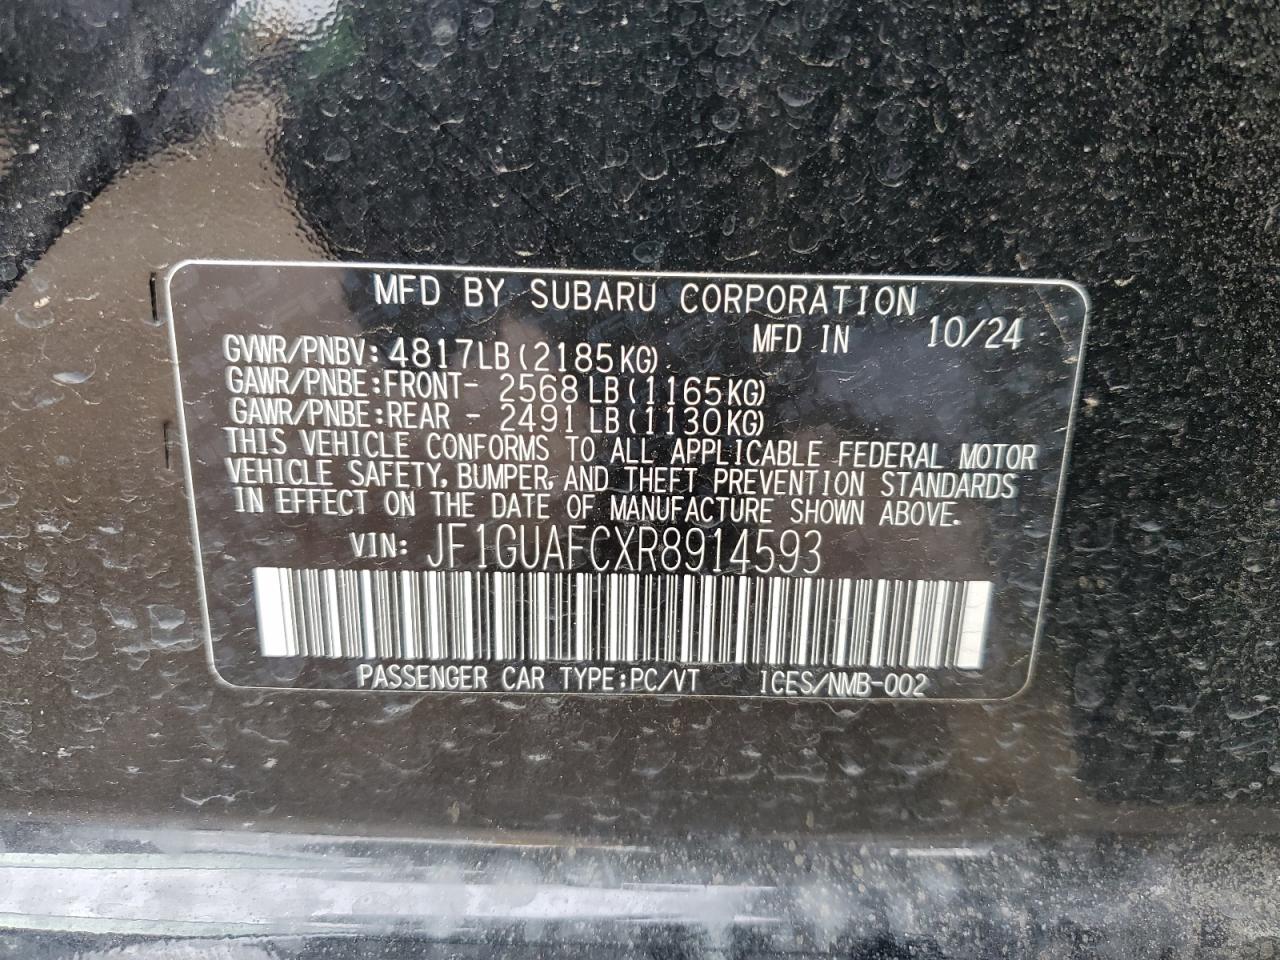 MFD BY SUBARU CORPORATION
MFD IN 10/24
GVWR/PNBV: 4817LB(2185KG)
GAWR/PNBE:FRONT- 2568LB(1165KG)
GAWR/PNBE:REAR - 2491LB(1130KG)
THIS VEHICLE CONFORMS TO ALL APPLICABLE FEDERAL MOTOR
VEHICLE SAFETY, BUMPER, AND THEFT PREVENTION STANDARDS
IN EFFECT ON THE DATE OF MANUFACTURE SHOWN ABOVE.
VIN: JF1GUAFCXR8914593
PASSENGER CAR TYPE:PC/VT ICES/NMB-002